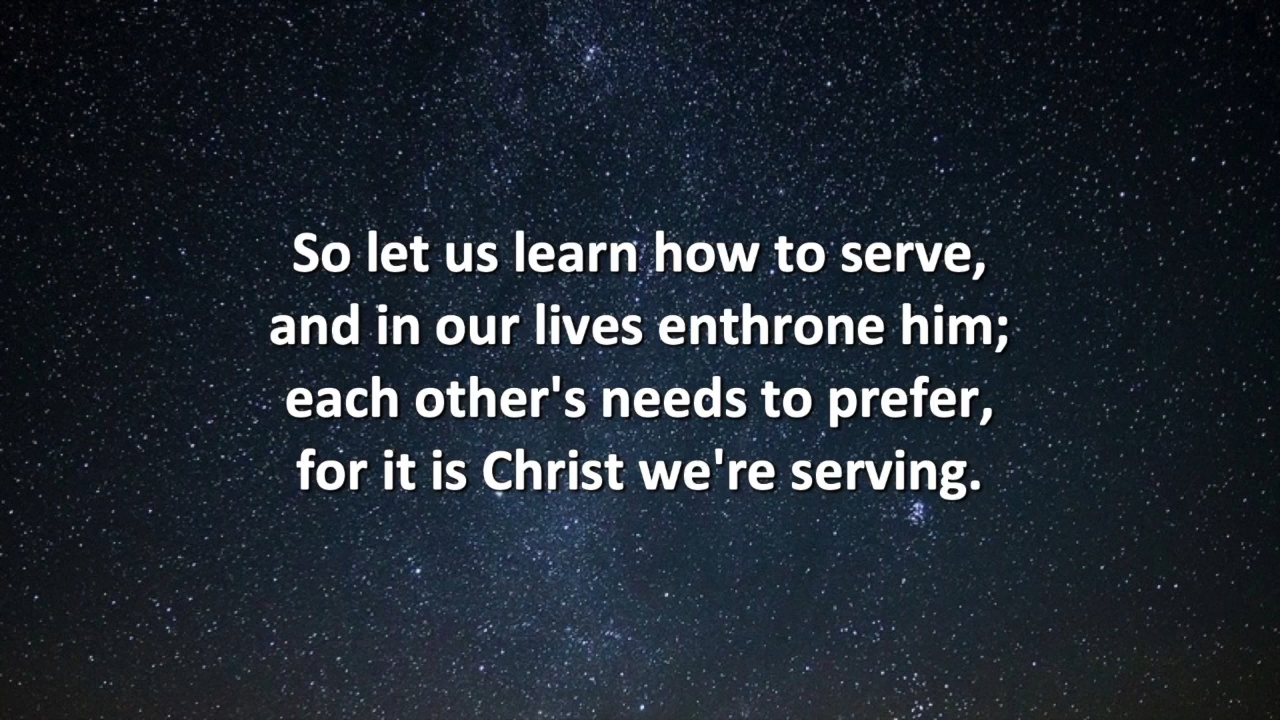 So let us learn how to serve,
and in our lives enthrone him;
each other's needs to prefer,
for it is Christ we're serving.